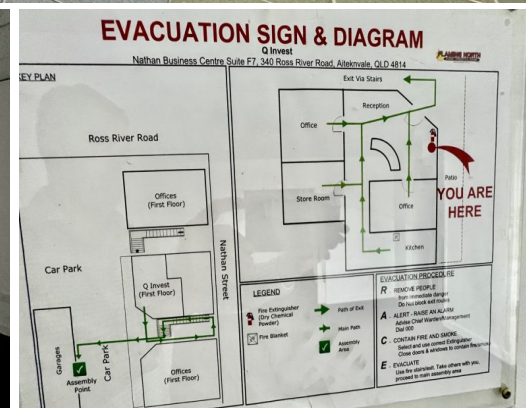 EVACUATION SIGN & DIAGRAM
Q Invest
Nathan Business Centre Suite F7, 340 Ross River Road, Aiteknvale, QLD 4814
FLAMING NORTH
KEY PLAN
Ross River Road
Offices
(First Floor)
Car Park
Q Invest
(First Floor)
Nathan Street
Garages
Car Park
Assembly
Point
Offices
(First Floor)
Exit Via Stairs
Reception
Office
Store Room
Office
Kitchen
Patio
YOU ARE
HERE
LEGEND
Fire Extinguisher
(Dry Chemical
Powder)
Fire Blanket
Path of Exit
Main Path
Assembly
Area
EVACUATION PROCEDURE
R - REMOVE PEOPLE
from immediate danger
Do not block exit routes
A - ALERT - RAISE AN ALARM
Advise Chief Warden/Management
Dial 000
C - CONTAIN FIRE AND SMOKE
Select and use correct Extinguisher
Close doors & windows to contain fire/smoke
E - EVACUATE
Use fire stairs/exit. Take others with you,
proceed to main assembly area